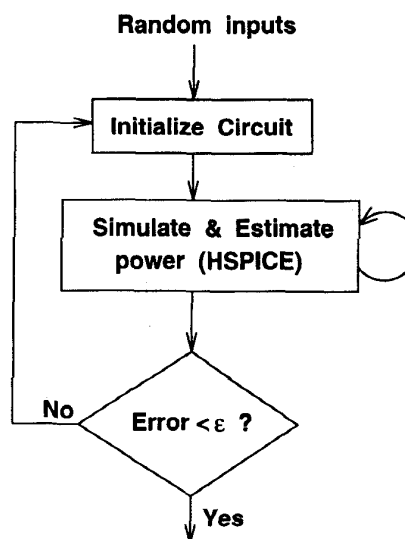 Random inputs
Initialize Circuit
Simulate & Estimate
power (HSPICE)
No
Error < ε ?
Yes